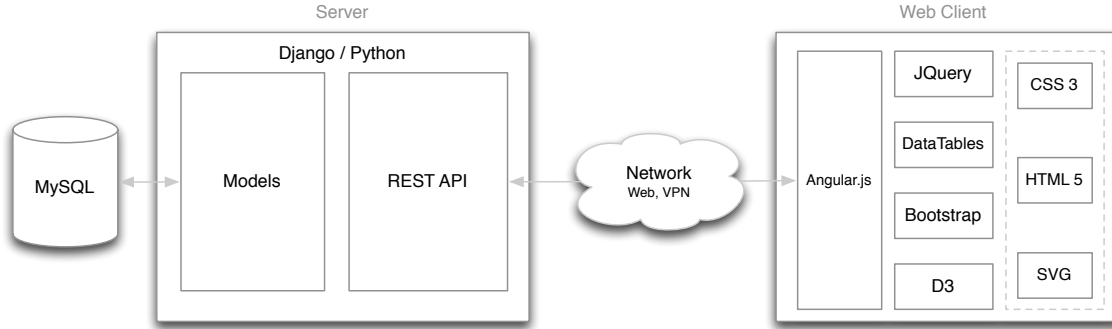 Server
Web Client
Django / Python
MySQL
Models
REST API
Network
Web, VPN
Angular.js
JQuery
DataTables
Bootstrap
D3
CSS 3
HTML 5
SVG